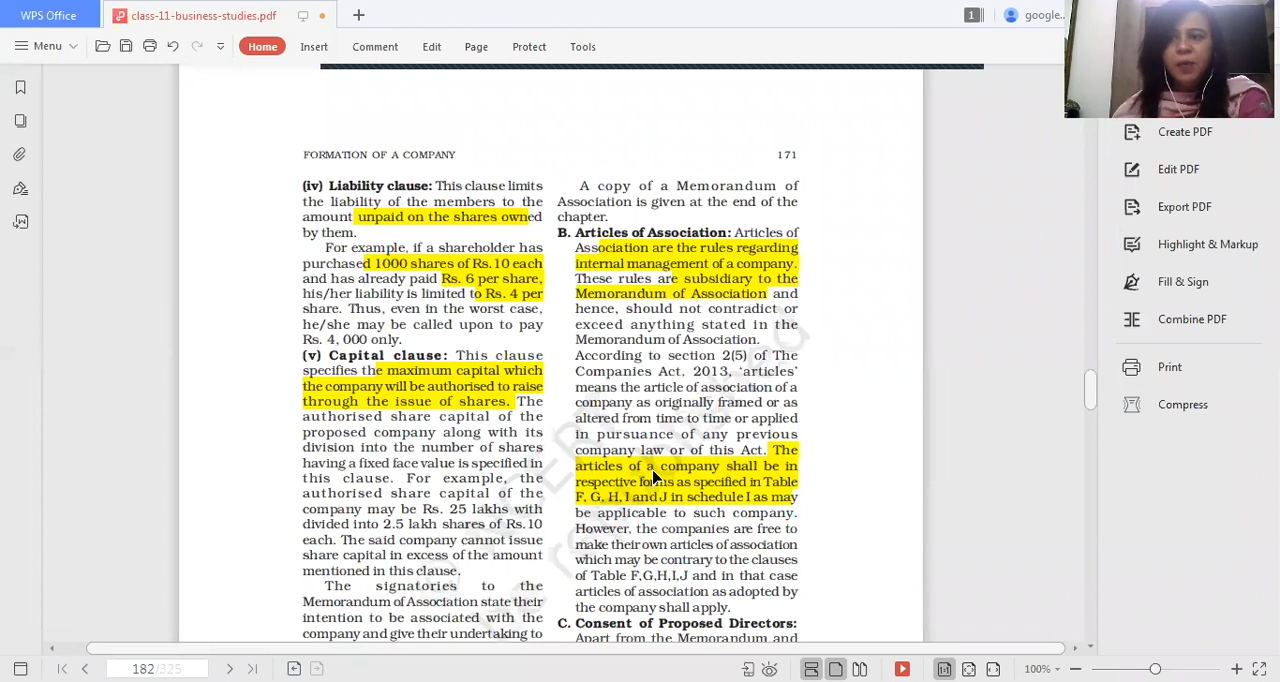 WPS Office
class-11-business-studies.pdf
1
google..
Menu
Home
Insert
Comment
Edit
Page
Protect
Tools
Create PDF
Edit PDF
Export PDF
Highlight & Markup
Fill & Sign
Combine PDF
Print
Compress
FORMATION OF A COMPANY
171
(iv) Liability clause: This clause limits
the liability of the members to the
amount unpaid on the shares owned
by them.
For example, if a shareholder has
purchased 1000 shares of Rs.10 each
and has already paid Rs. 6 per share,
his/her liability is limited to Rs. 4 per
share. Thus, even in the worst case,
he/she may be called upon to pay
Rs. 4, 000 only.
(v) Capital clause: This clause
specifies the maximum capital which
the company will be authorised to raise
through the issue of shares. The
authorised share capital of the
proposed company along with its
division into the number of shares
having a fixed face value is specified in
this clause. For example, the
authorised share capital of the
company may be Rs. 25 lakhs with
divided into 2.5 lakh shares of Rs.10
each. The said company cannot issue
share capital in excess of the amount
mentioned in this clause.
The signatories to the
Memorandum of Association state their
intention to be associated with the
company and give their undertaking to
A copy of a Memorandum of
Association is given at the end of the
chapter.
B. Articles of Association: Articles of
Association are the rules regarding
internal management of a company.
These rules are subsidiary to the
Memorandum of Association and
hence, should not contradict or
exceed anything stated in the
Memorandum of Association.
According to section 2(5) of The
Companies Act, 2013, 'articles'
means the article of association of a
company as originally framed or as
altered from time to time or applied
in pursuance of any previous
company law or of this Act. The
articles of a company shall be in
respective forms as specified in Table
F, G, H, I and J in schedule I as may
be applicable to such company.
However, the companies are free to
make their own articles of association
which may be contrary to the clauses
of Table F,G,H,I,J and in that case
articles of association as adopted by
the company shall apply.
C. Consent of Proposed Directors:
Apart from the Memorandum and
182/325
100%